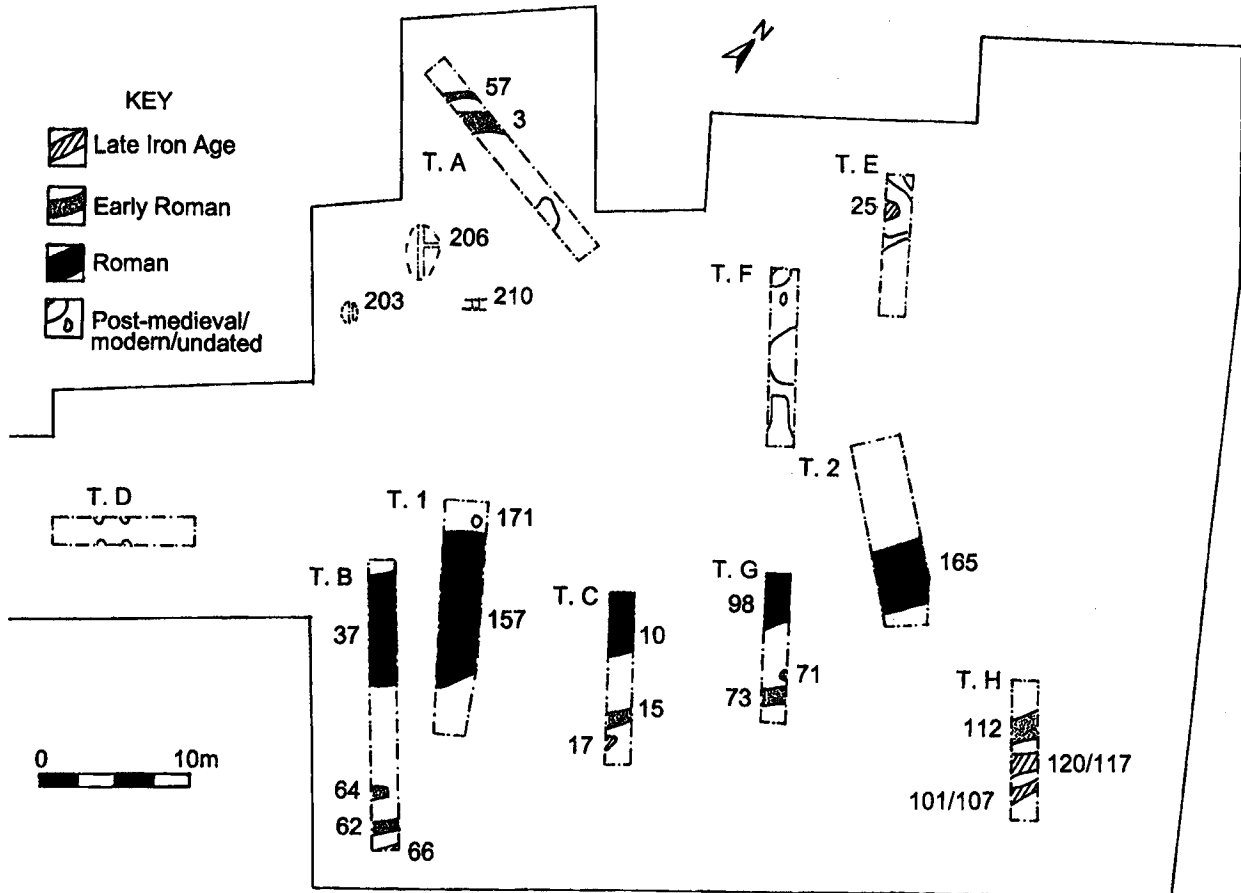 N
57
KEY
3
Late Iron Age
T. A
T. E
Early Roman
25
206
Roman
T. F
203
210
Post-medieval/
modern/undated
T. 2
T. D
T. 1
171
T. B
T. G
165
T. C
98
37
157
10
71
T. H
73
15
112
17
0 10m
120/117
64
101/107
62
66